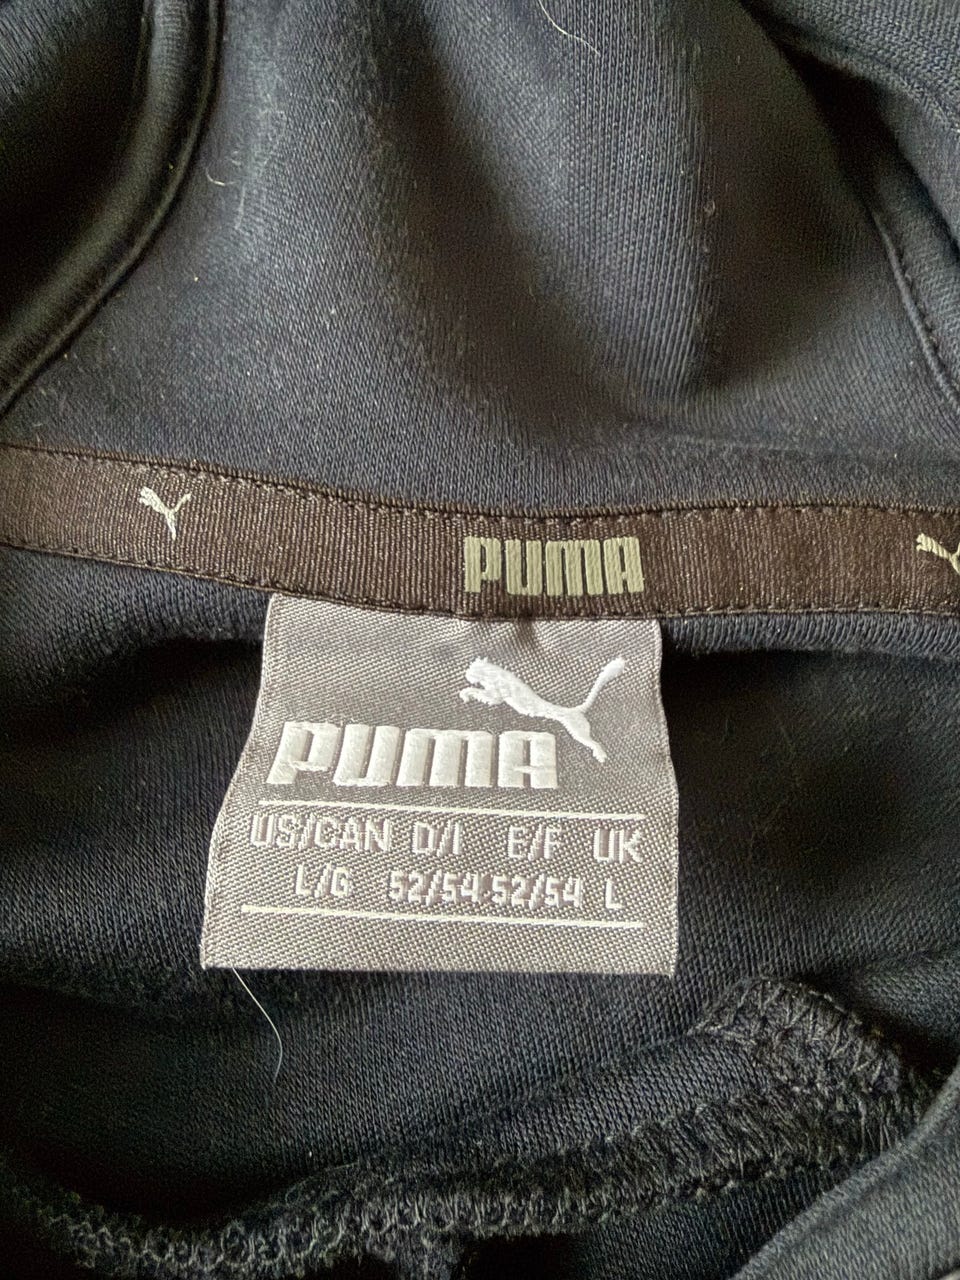 PUMA
PUMA
US/CAN D/I E/F UK
L/G 52/54 52/54 L